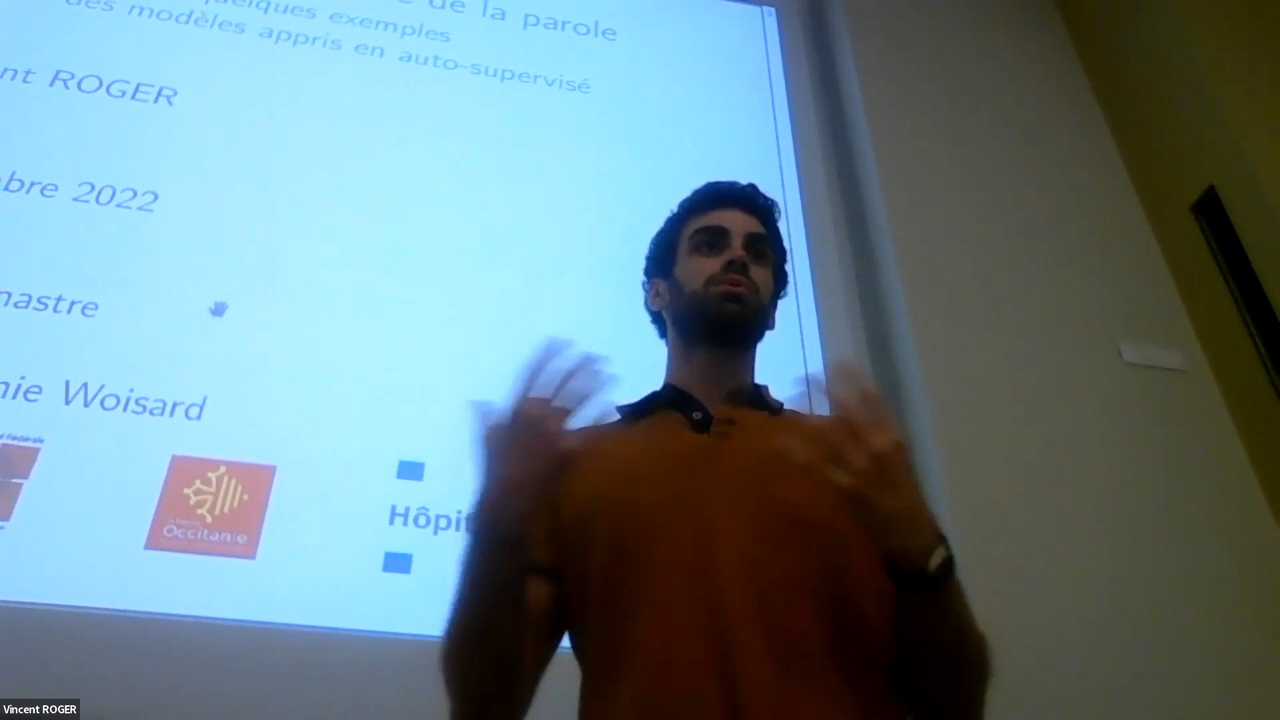 de la parole
quelques exemples
des modèles appris en auto-supervisé
nt ROGER
bre 2022
nastre
nie Woisard
Occitanie
Hôpit
Vincent ROGER